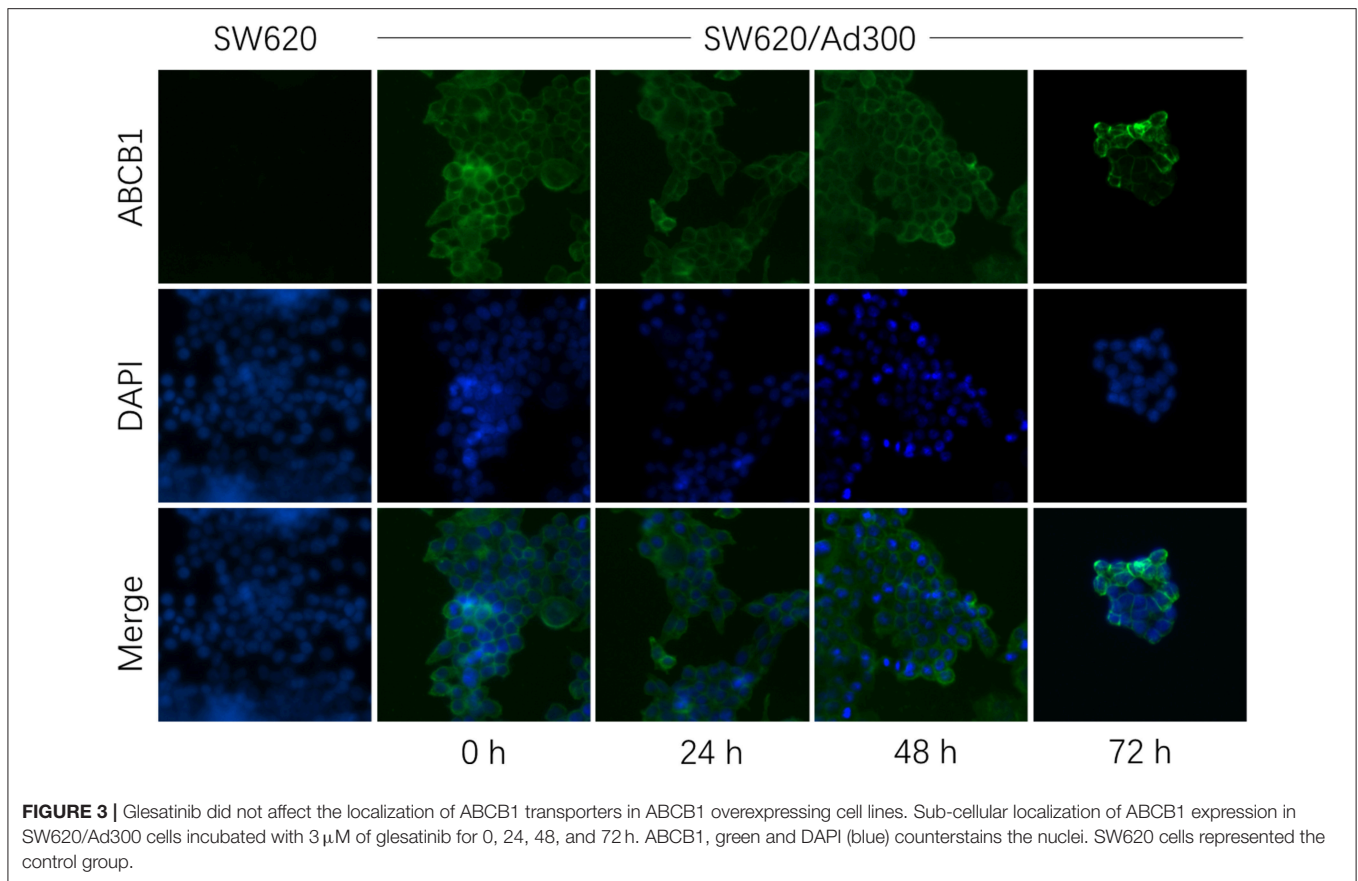 SW620 SW620/Ad300
ABCB1
DAPI
Merge
0 h 24 h 48 h 72 h
FIGURE 3 | Glesatinib did not affect the localization of ABCB1 transporters in ABCB1 overexpressing cell lines. Sub-cellular localization of ABCB1 expression in
SW620/Ad300 cells incubated with 3 μM of glesatinib for 0, 24, 48, and 72 h. ABCB1, green and DAPI (blue) counterstains the nuclei. SW620 cells represented the
control group.